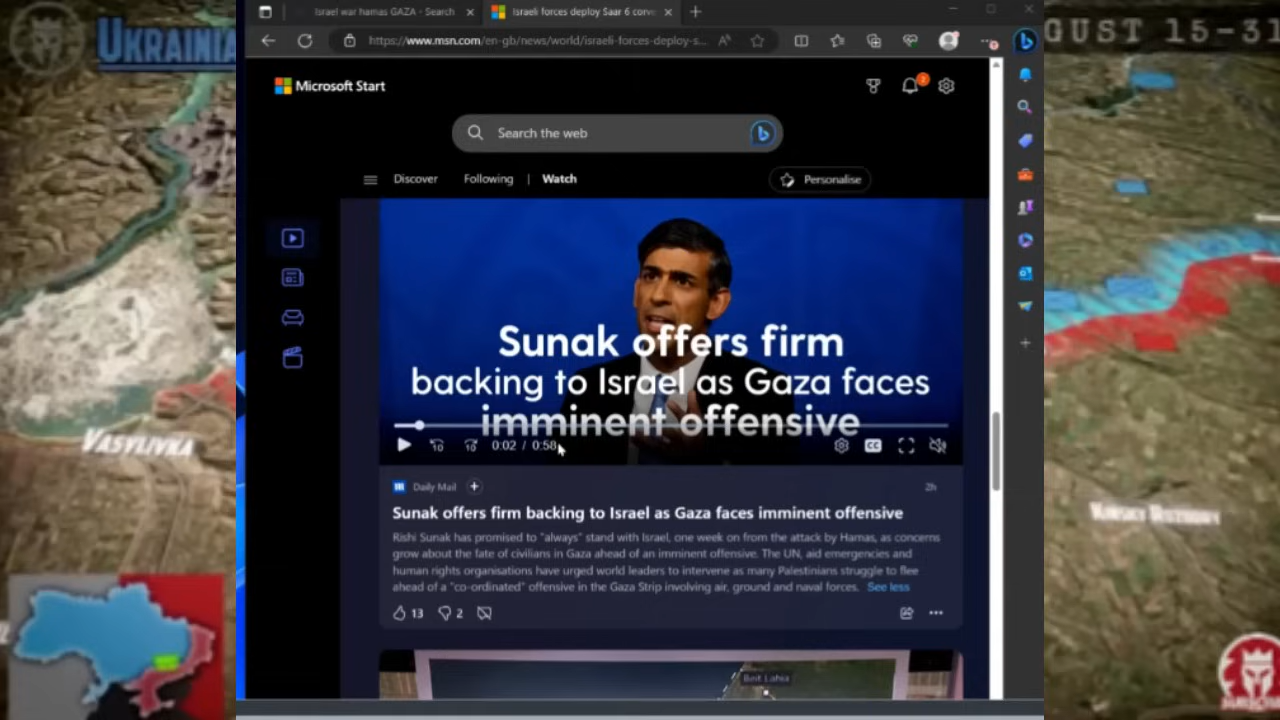 UKRAINIA
GUST 15-31
Israel war hamas GAZA - Search
Israeli forces deploy Saar 6 corve
https://www.msn.com/en-gb/news/world/israeli-forces-deploy-s...
Microsoft Start
2
Search the web
Discover
Following
Watch
Personalise
Sunak offers firm
backing to Israel as Gaza faces
imminent offensive
10
10
0:02 / 0:58
CC
Daily Mail
2h
Sunak offers firm backing to Israel as Gaza faces imminent offensive
Rishi Sunak has promised to "always" stand with Israel, one week on from the attack by Hamas, as concerns
grow about the fate of civilians in Gaza ahead of an imminent offensive. The UN, aid emergencies and
human rights organisations have urged world leaders to intervene as many Palestinians struggle to flee
ahead of a "co-ordinated" offensive in the Gaza Strip involving air, ground and naval forces. See less
13
2
Beit Lahia
VASYLIVKA